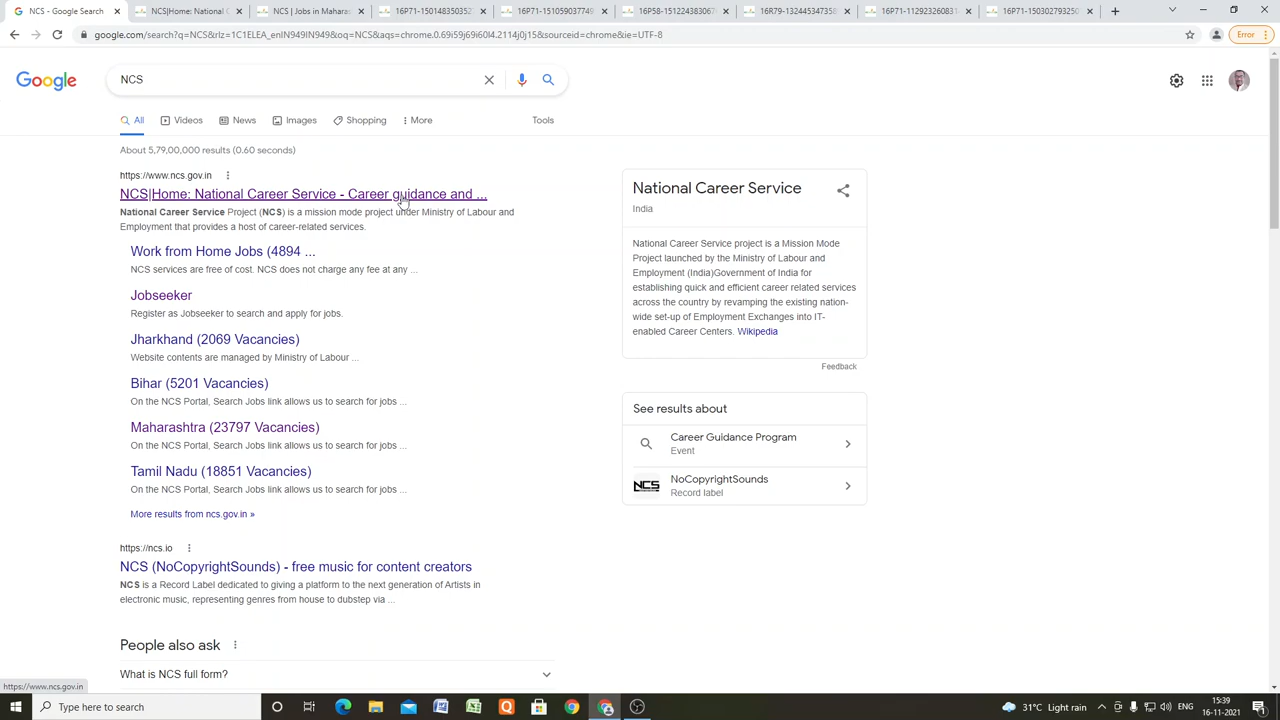 NCS - Google Search
NCS|Home: National C
NCS | Jobs in Maharas
16P71-150148350352
16P71-151059037749
16P58-151224383067
16R79-132445347358
16P71-112923260831
16P71-150302793250
google.com/search?q=NCS&rlz=1C1ELEA_enIN949IN949&oq=NCS&aqs=chrome.0.69i59j69i60l4.2114j0j15&sourceid=chrome&ie=UTF-8
Error
Google
NCS
All
Videos
News
Images
Shopping
More
Tools
About 5,79,00,000 results (0.60 seconds)
https://www.ncs.gov.in
NCS|Home: National Career Service - Career guidance and ...
National Career Service Project (NCS) is a mission mode project under Ministry of Labour and
Employment that provides a host of career-related services.
Work from Home Jobs (4894 ...
NCS services are free of cost. NCS does not charge any fee at any ...
Jobseeker
Register as Jobseeker to search and apply for jobs.
Jharkhand (2069 Vacancies)
Website contents are managed by Ministry of Labour ...
Bihar (5201 Vacancies)
On the NCS Portal, Search Jobs link allows us to search for jobs ...
Maharashtra (23797 Vacancies)
On the NCS Portal, Search Jobs link allows us to search for jobs ...
Tamil Nadu (18851 Vacancies)
On the NCS Portal, Search Jobs link allows us to search for jobs ...
More results from ncs.gov.in »
https://ncs.io
NCS (NoCopyrightSounds) - free music for content creators
NCS is a Record Label dedicated to giving a platform to the next generation of Artists in
electronic music, representing genres from house to dubstep via ...
People also ask
What is NCS full form?
National Career Service
India
National Career Service project is a Mission Mode
Project launched by the Ministry of Labour and
Employment (India)Government of India for
establishing quick and efficient career related services
across the country by revamping the existing nation-
wide set-up of Employment Exchanges into IT-
enabled Career Centers. Wikipedia
Feedback
See results about
Career Guidance Program
Event
NCS
NoCopyrightSounds
Record label
https://www.ncs.gov.in
Type here to search
31°C Light rain
ENG
15:39
16-11-2021